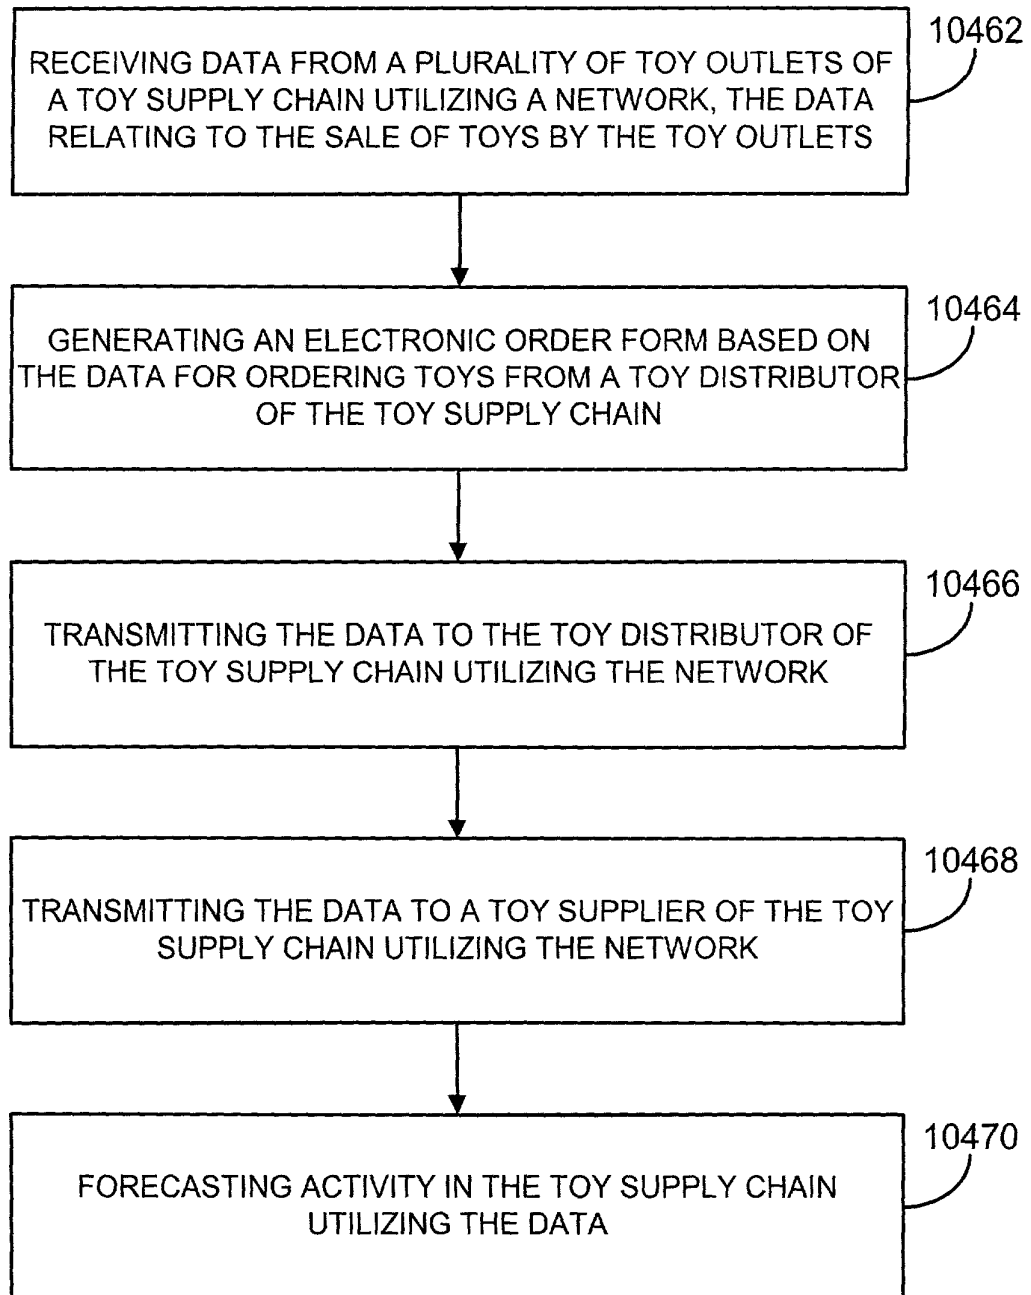 10462
RECEIVING DATA FROM A PLURALITY OF TOY OUTLETS OF
A TOY SUPPLY CHAIN UTILIZING A NETWORK, THE DATA
RELATING TO THE SALE OF TOYS BY THE TOY OUTLETS
10464
GENERATING AN ELECTRONIC ORDER FORM BASED ON
THE DATA FOR ORDERING TOYS FROM A TOY DISTRIBUTOR
OF THE TOY SUPPLY CHAIN
10466
TRANSMITTING THE DATA TO THE TOY DISTRIBUTOR OF
THE TOY SUPPLY CHAIN UTILIZING THE NETWORK
10468
TRANSMITTING THE DATA TO A TOY SUPPLIER OF THE TOY
SUPPLY CHAIN UTILIZING THE NETWORK
10470
FORECASTING ACTIVITY IN THE TOY SUPPLY CHAIN
UTILIZING THE DATA